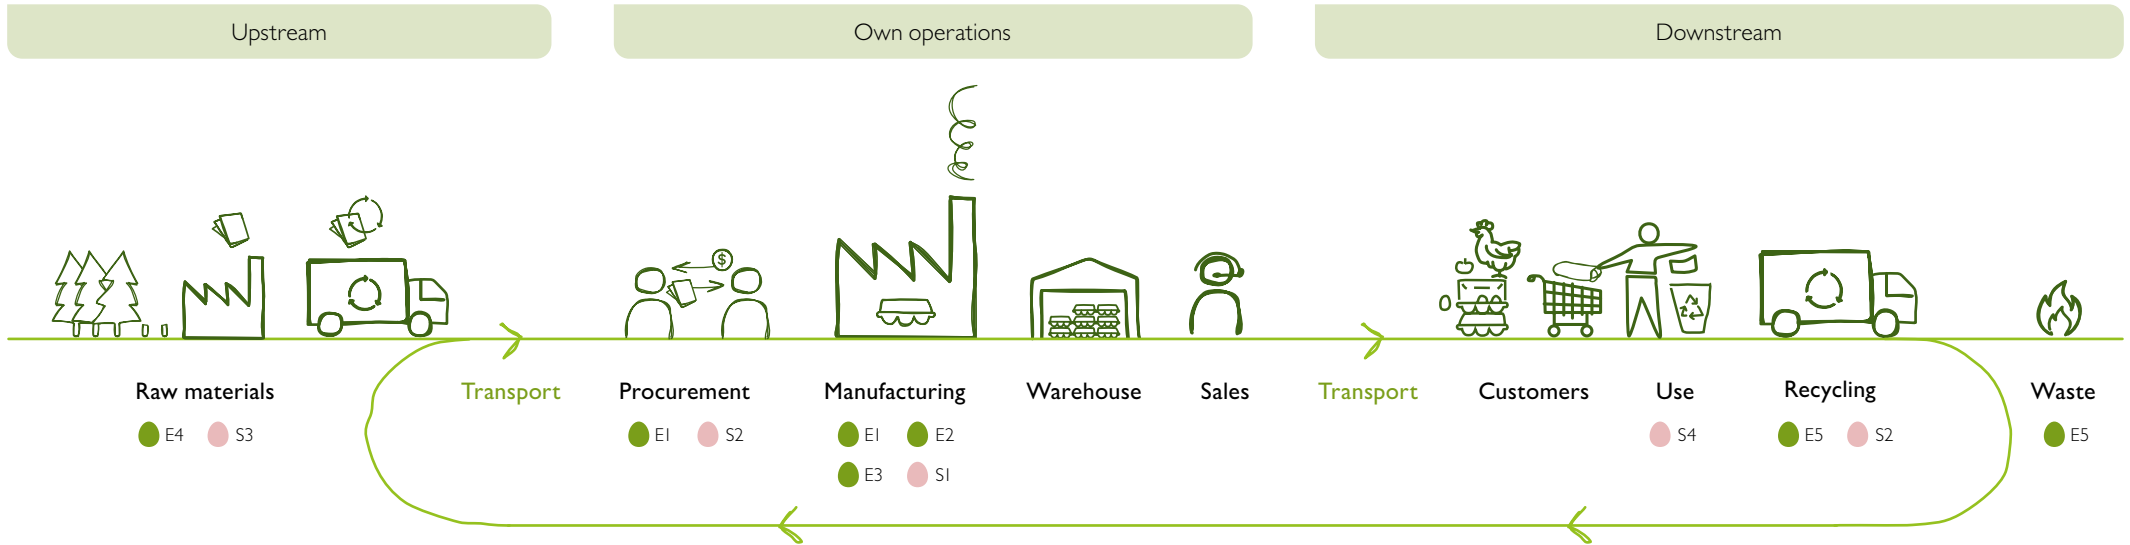 Upstream
Own operations
Downstream
$
Raw materials
Transport
Procurement
Manufacturing
Warehouse
Sales
Transport
Customers
Use
Recycling
Waste
E4 S3
E1 S2
E1 E2
E3 S1
S4
E5 S2
E5